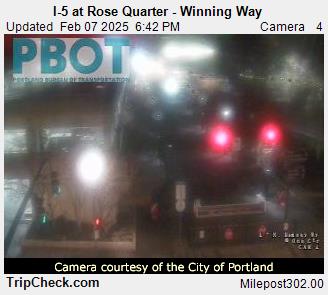 I-5 at Rose Quarter - Winning Way
Updated Feb 07 2025 6:42 PM Camera 4
PBOT
PORTLAND BUREAU OF TRANSPORTATION
Camera courtesy of the City of Portland
TripCheck.com Milepost302.00